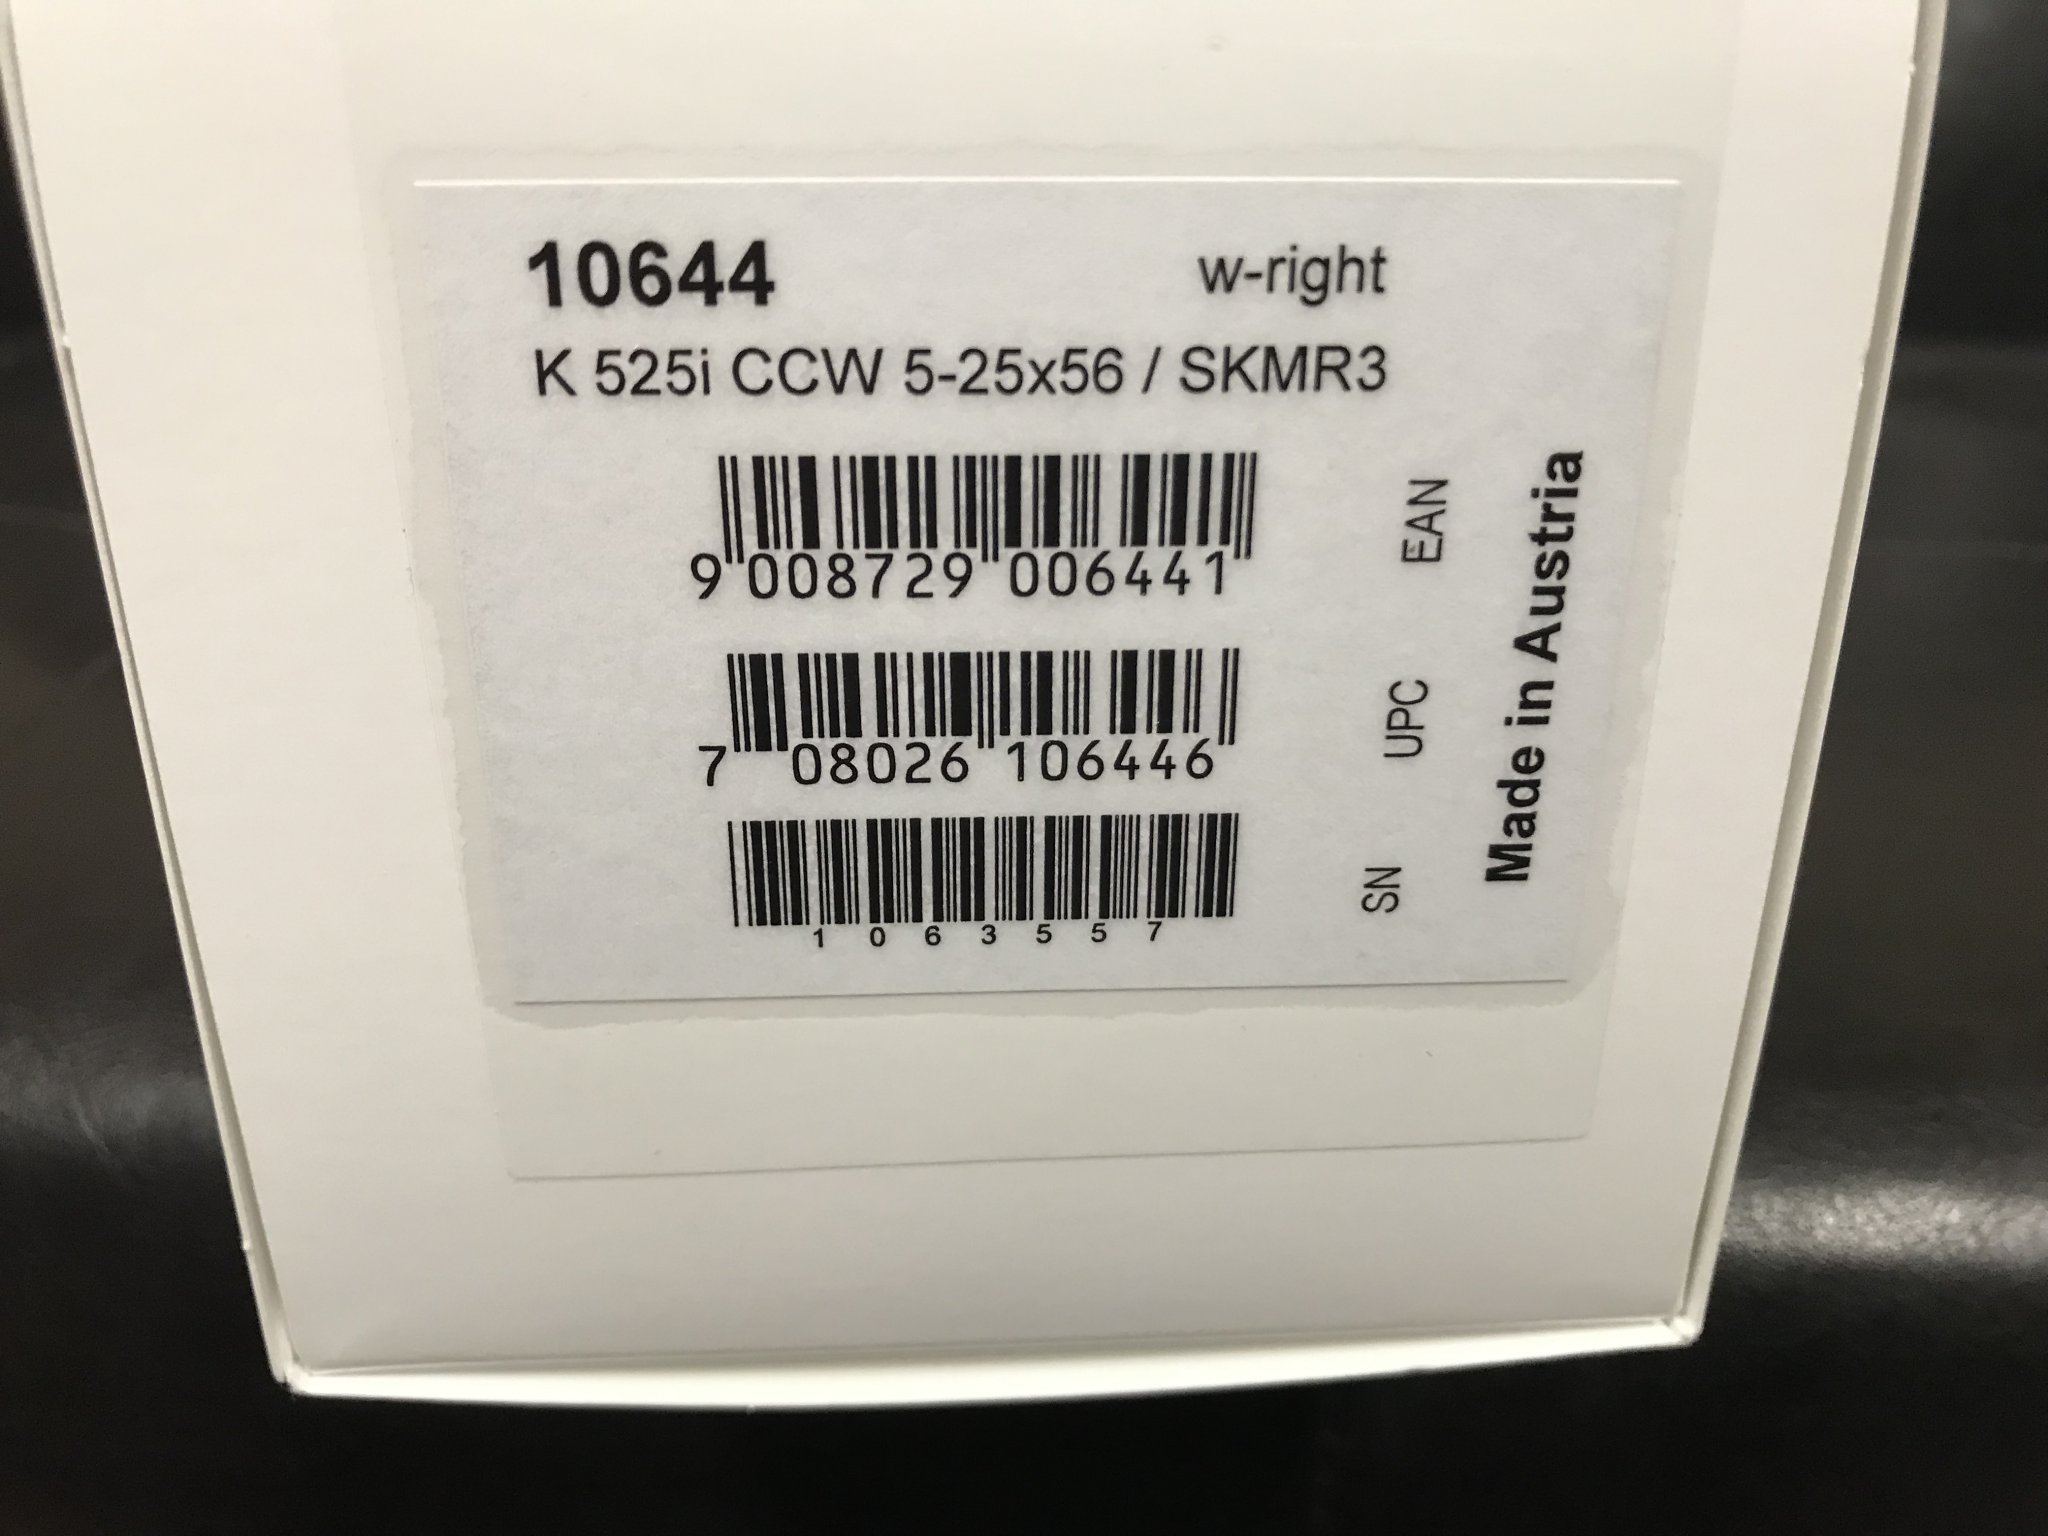 10644 w-right
K 525i CCW 5-25x56 / SKMR3
9 008729 006441
EAN
7 08026 106446
UPC
1063557
SN
Made in Austria